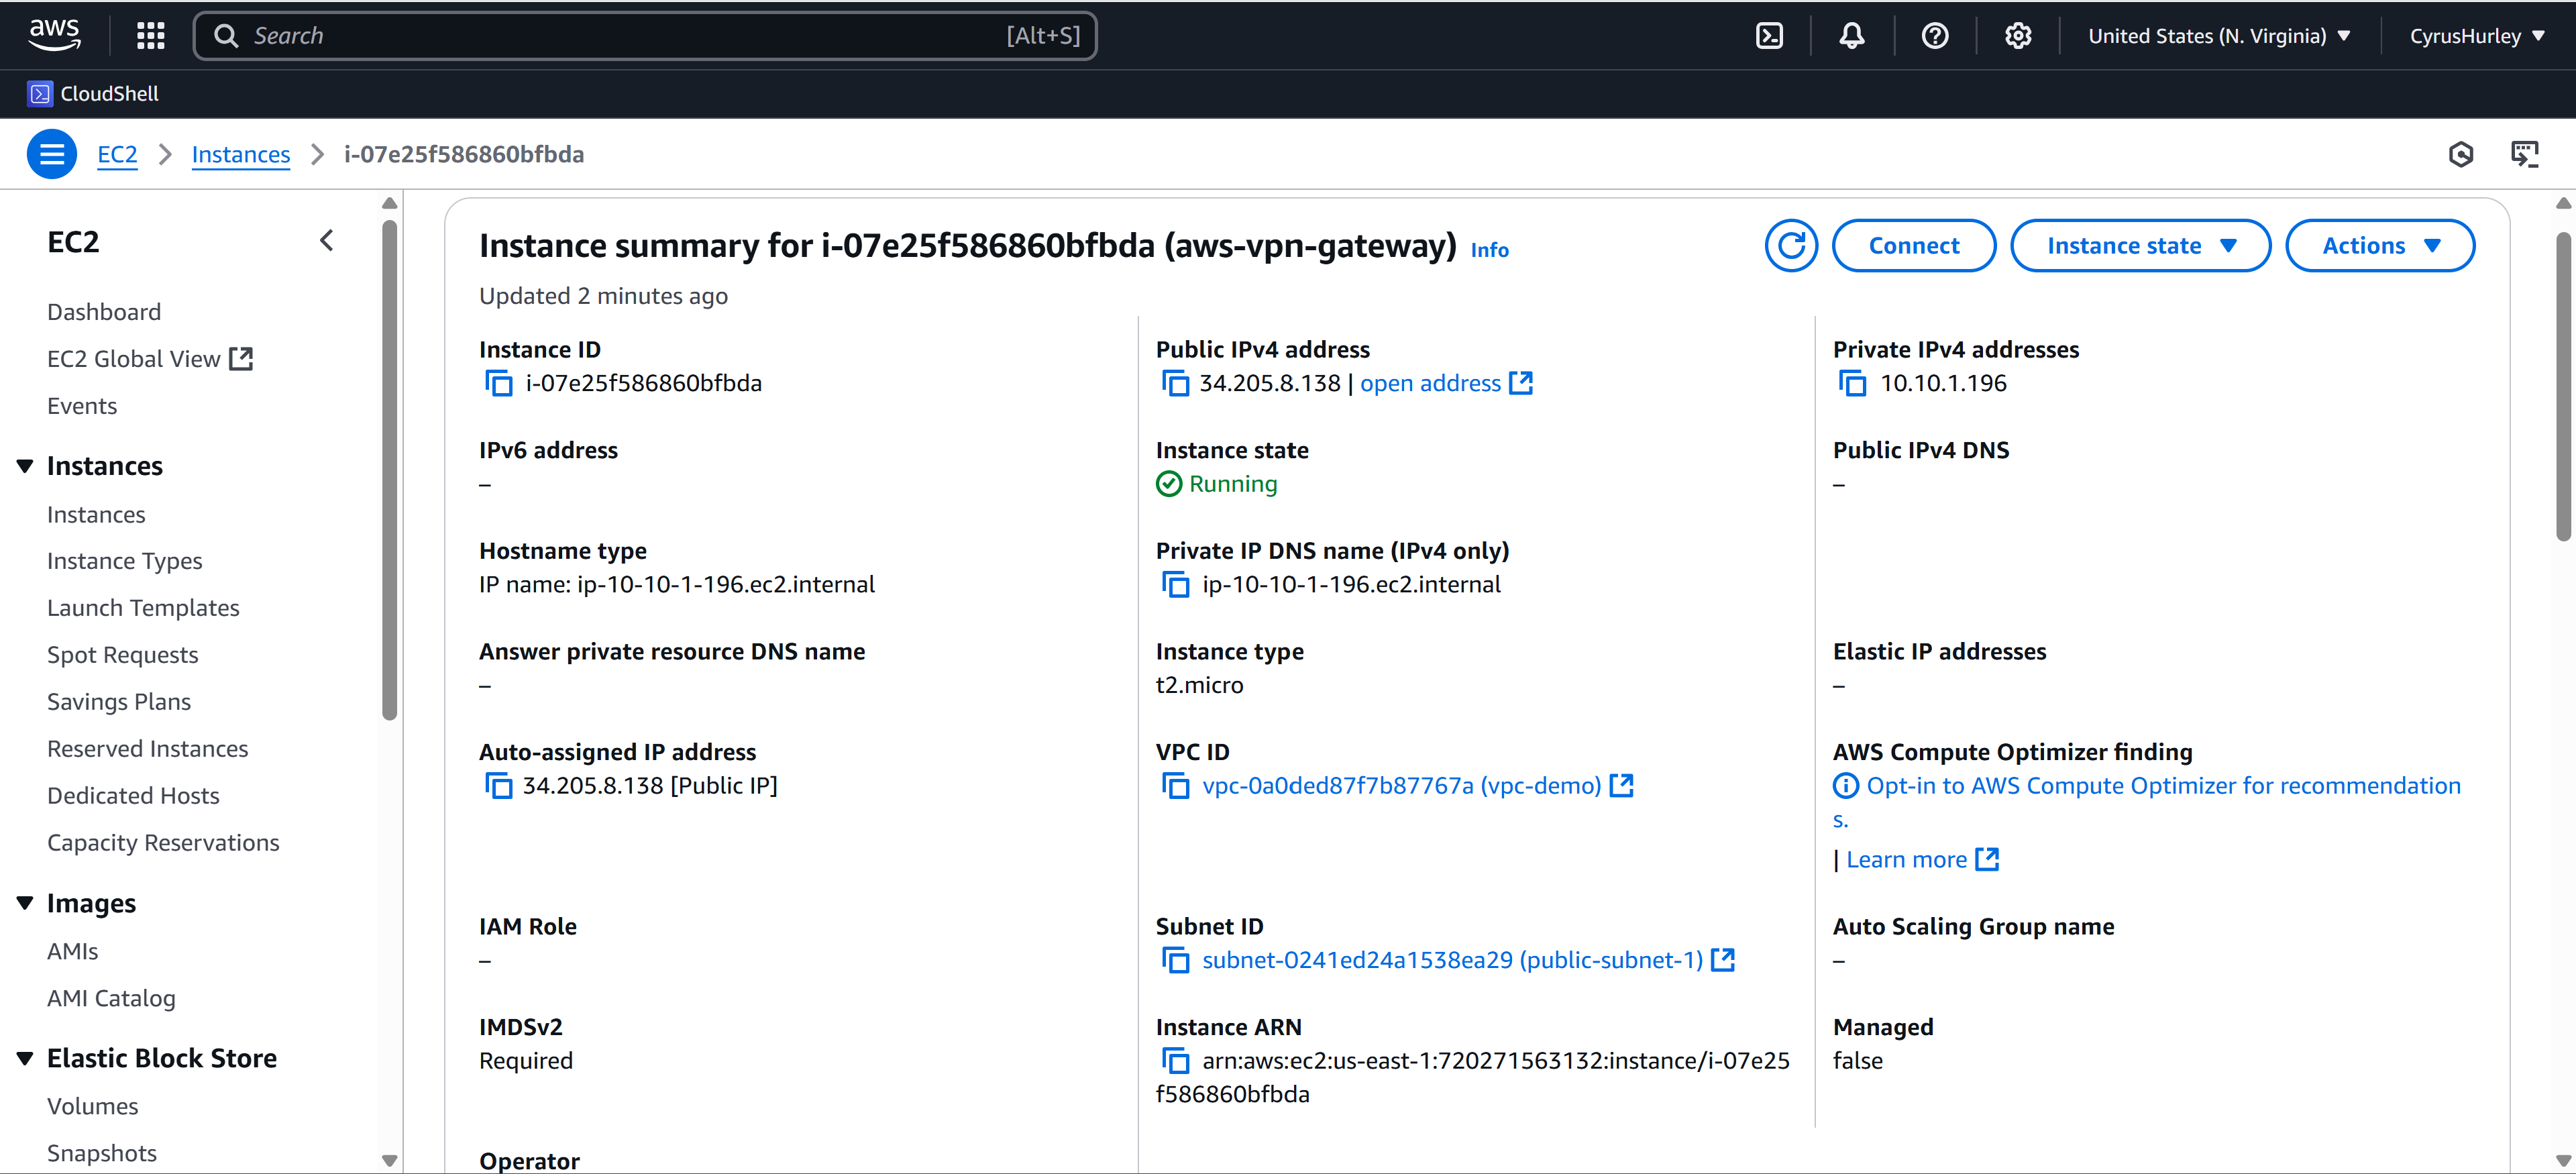 aws
Search [Alt+S]
United States (N. Virginia)
CyrusHurley
CloudShell
EC2
Instances
i-07e25f586860bfbda
EC2
Dashboard
EC2 Global View
Events
Instances
Instances
Instance Types
Launch Templates
Spot Requests
Savings Plans
Reserved Instances
Dedicated Hosts
Capacity Reservations
Images
AMIs
AMI Catalog
Elastic Block Store
Volumes
Snapshots
Instance summary for i-07e25f586860bfbda (aws-vpn-gateway) Info
Connect
Instance state
Actions
Updated 2 minutes ago
Instance ID
i-07e25f586860bfbda
Public IPv4 address
34.205.8.138 | open address
Private IPv4 addresses
10.10.1.196
IPv6 address
–
Instance state
Running
Public IPv4 DNS
–
Hostname type
IP name: ip-10-10-1-196.ec2.internal
Private IP DNS name (IPv4 only)
ip-10-10-1-196.ec2.internal
Answer private resource DNS name
–
Instance type
t2.micro
Elastic IP addresses
–
Auto-assigned IP address
34.205.8.138 [Public IP]
VPC ID
vpc-0a0ded87f7b87767a (vpc-demo)
AWS Compute Optimizer finding
Opt-in to AWS Compute Optimizer for recommendation
s.
| Learn more
IAM Role
–
Subnet ID
subnet-0241ed24a1538ea29 (public-subnet-1)
Auto Scaling Group name
–
IMDSv2
Required
Instance ARN
arn:aws:ec2:us-east-1:720271563132:instance/i-07e25
f586860bfbda
Managed
false
Operator